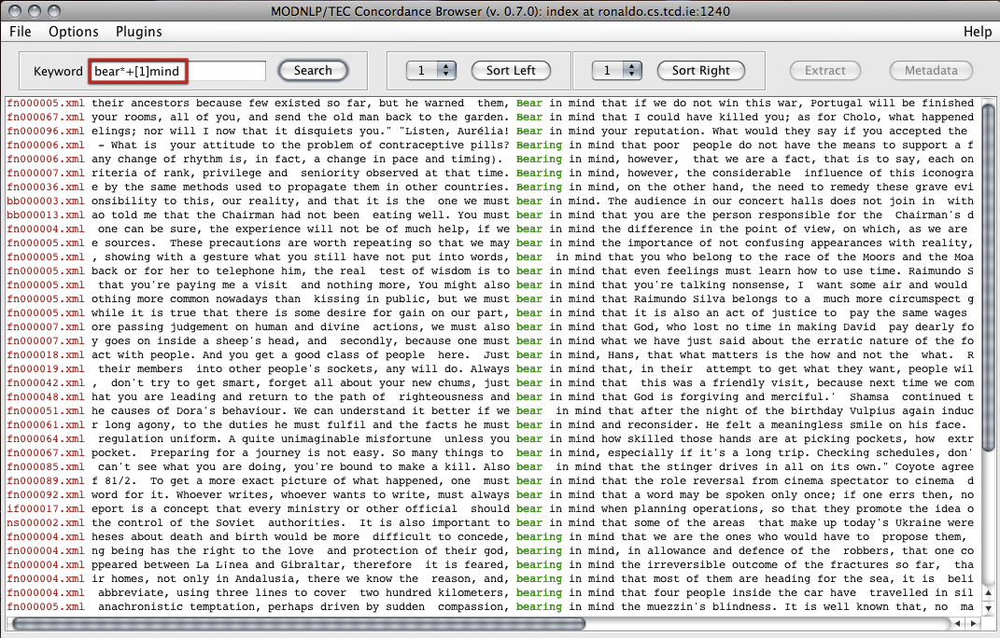 MODNLP/TEC Concordance Browser (v. 0.7.0): index at ronaldo.cs.tcd.ie:1240
File Options Plugins Help
Keyword bear*+[1]mind Search 1 Sort Left 1 Sort Right Extract Metadata
fn000005.xml their ancestors because few existed so far, but he warned them, Bear in mind that if we do not win this war, Portugal will be finished
fn000067.xml your rooms, all of you, and send the old man back to the garden. Bear in mind that I could have killed you; as for Cholo, what happened
fn000096.xml elings; nor will I now that it disquiets you." "Listen, Aurélia! Bear in mind your reputation. What would they say if you accepted the
fn000006.xml - What is your attitude to the problem of contraceptive pills? Bearing in mind that poor people do not have the means to support a f
fn000006.xml any change of rhythm is, in fact, a change in pace and timing). Bearing in mind, however, that we are a fact, that is to say, each on
fn000007.xml riteria of rank, privilege and seniority observed at that time. Bearing in mind, however, the considerable influence of this iconogra
fn000036.xml e by the same methods used to propagate them in other countries. Bearing in mind, on the other hand, the need to remedy these grave evi
bb000003.xml onsibility to this, our reality, and that it is the one we must bear in mind. The audience in our concert halls does not join in with
bb000013.xml ao told me that the Chairman had not been eating well. You must bear in mind that you are the person responsible for the Chairman's d
fn000004.xml one can be sure, the experience will not be of much help, if we bear in mind the difference in the point of view, on which, as we are
fn000005.xml e sources. These precautions are worth repeating so that we may bear in mind the importance of not confusing appearances with reality,
fn000005.xml , showing with a gesture what you still have not put into words, bear in mind that you who belong to the race of the Moors and the Moa
fn000005.xml back or for her to telephone him, the real test of wisdom is to bear in mind that even feelings must learn how to use time. Raimundo S
fn000005.xml that you're paying me a visit and nothing more, You might also bear in mind that you're talking nonsense, I want some air and would
fn000005.xml othing more common nowadays than kissing in public, but we must bear in mind that Raimundo Silva belongs to a much more circumspect g
fn000005.xml while it is true that there is some desire for gain on our part, bear in mind that it is also an act of justice to pay the same wages
fn000007.xml ore passing judgement on human and divine actions, we must also bear in mind that God, who lost no time in making David pay dearly fo
fn000007.xml y goes on inside a sheep's head, and secondly, because one must bear in mind what we have just said about the erratic nature of the fo
fn000018.xml act with people. And you get a good class of people here. Just bear in mind, Hans, that what matters is the how and not the what. R
fn000019.xml their members into other people's sockets, any will do. Always bear in mind that, in their attempt to get what they want, people wil
fn000042.xml , don't try to get smart, forget all about your new chums, just bear in mind that this was a friendly visit, because next time we com
fn000048.xml hat you are leading and return to the path of righteousness and bear in mind that God is forgiving and merciful.' Shamsa continued t
fn000051.xml he causes of Dora's behaviour. We can understand it better if we bear in mind that after the night of the birthday Vulpius again induc
fn000061.xml r long agony, to the duties he must fulfil and the facts he must bear in mind and reconsider. He felt a meaningless smile on his face.
fn000064.xml regulation uniform. A quite unimaginable misfortune unless you bear in mind how skilled those hands are at picking pockets, how extr
fn000067.xml pocket. Preparing for a journey is not easy. So many things to bear in mind, especially if it's a long trip. Checking schedules, don'
fn000085.xml can't see what you are doing, you're bound to make a kill. Also bear in mind that the stinger drives in all on its own." Coyote agree
fn000089.xml f 81/2. To get a more exact picture of what happened, one must bear in mind that the role reversal from cinema spectator to cinema d
fn000092.xml word for it. Whoever writes, whoever wants to write, must always bear in mind that a word may be spoken only once; if one errs then, no
if000017.xml eport is a concept that every ministry or other official should bear in mind when planning operations, so that they promote the idea o
ns000002.xml the control of the Soviet authorities. It is also important to bear in mind that some of the areas that make up today's Ukraine were
fn000004.xml heses about death and birth would be more difficult to concede, bearing in mind that we are the ones who would have to propose them,
fn000004.xml ng being has the right to the love and protection of their god, bearing in mind, in allowance and defence of the robbers, that one co
fn000004.xml ppeared between La Linea and Gibraltar, therefore it is feared, bearing in mind the irreversible outcome of the fractures so far, tha
fn000004.xml ir homes, not only in Andalusia, there we know the reason, and, bearing in mind that most of them are heading for the sea, it is beli
fn000004.xml abbreviate, using three lines to cover two hundred kilometers, bearing in mind that four people inside the car have travelled in sil
fn000005.xml anachronistic temptation, perhaps driven by sudden compassion, bearing in mind the muezzin's blindness. It is well known that, no ma